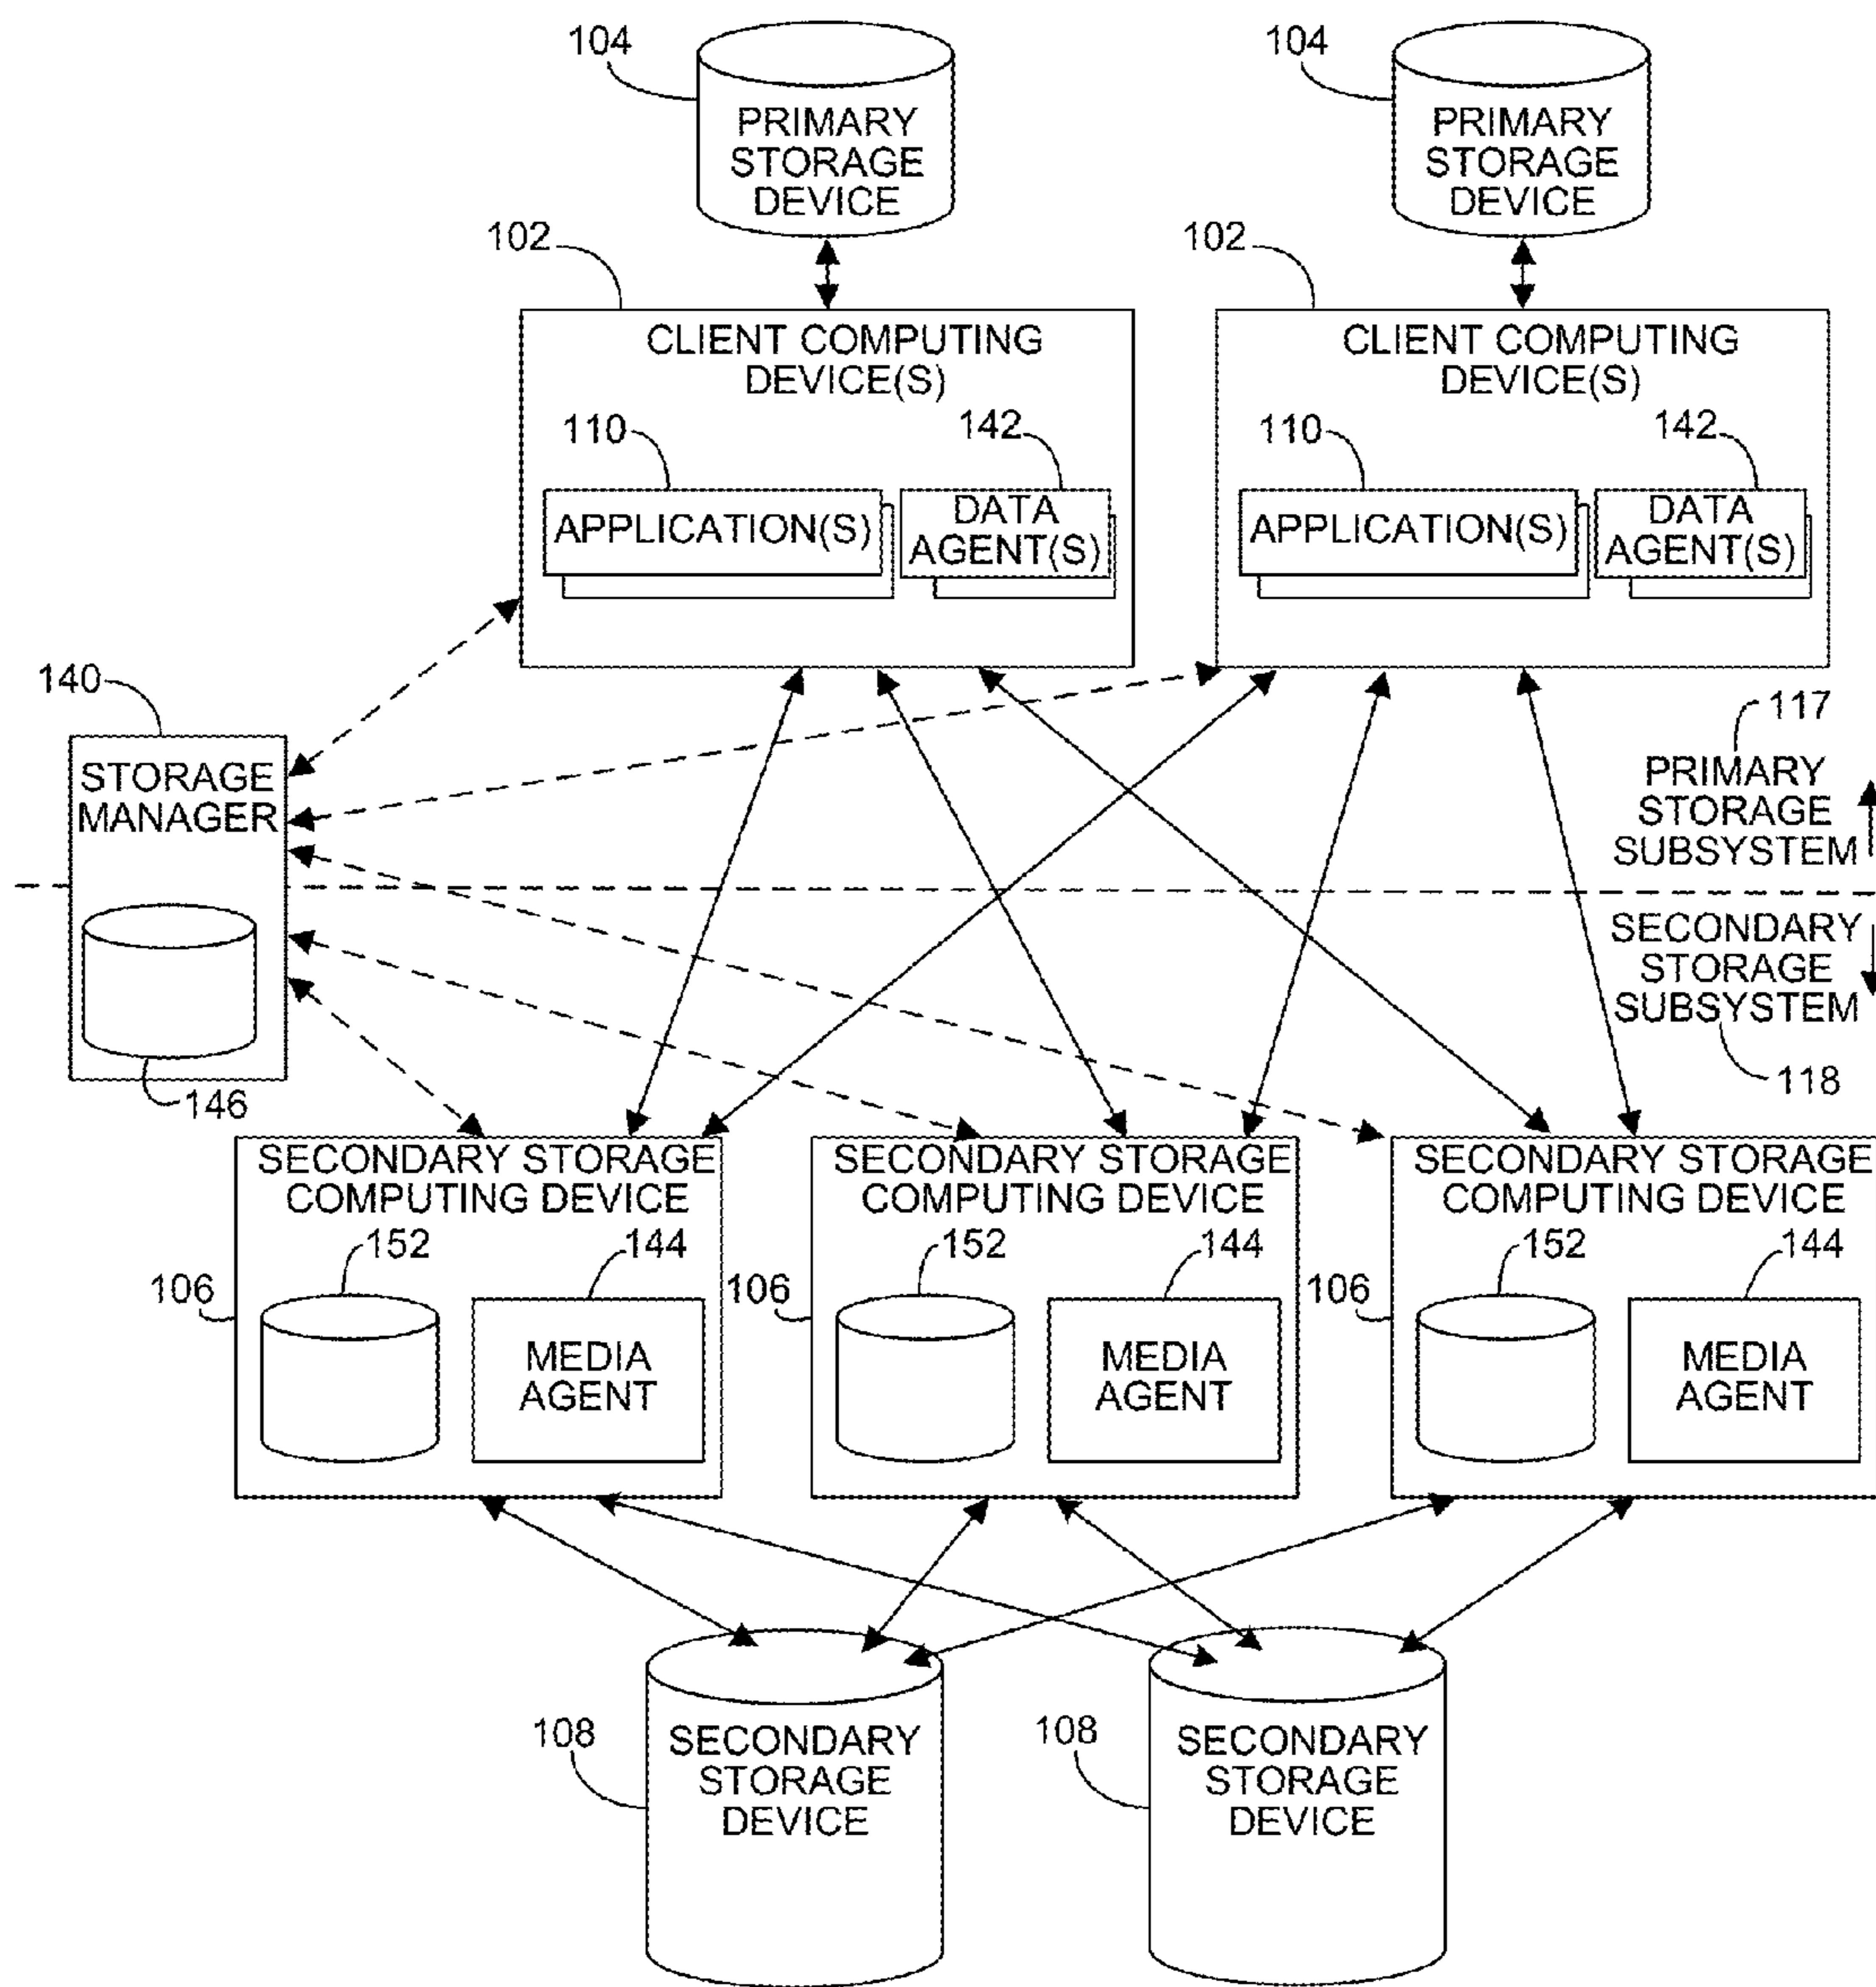 104
PRIMARY
STORAGE
DEVICE
104
PRIMARY
STORAGE
DEVICE
102
CLIENT COMPUTING
DEVICE(S)
110
APPLICATION(S)
142
DATA
AGENT(S)
102
CLIENT COMPUTING
DEVICE(S)
110
APPLICATION(S)
142
DATA
AGENT(S)
140
STORAGE
MANAGER
146
117
PRIMARY
STORAGE
SUBSYSTEM
SECONDARY
STORAGE
SUBSYSTEM
118
SECONDARY STORAGE
COMPUTING DEVICE
152
144
106
MEDIA
AGENT
SECONDARY STORAGE
COMPUTING DEVICE
152
144
106
MEDIA
AGENT
SECONDARY STORAGE
COMPUTING DEVICE
152
144
106
MEDIA
AGENT
108
SECONDARY
STORAGE
DEVICE
108
SECONDARY
STORAGE
DEVICE